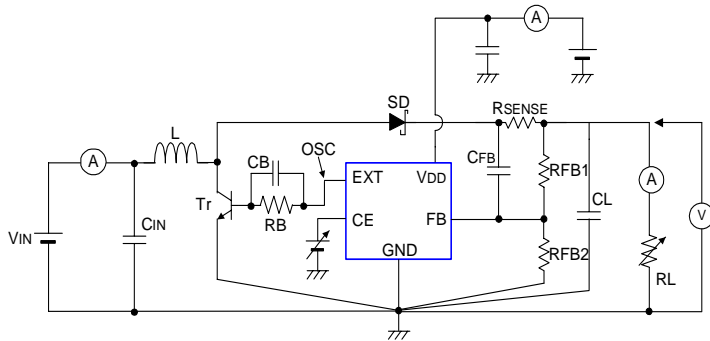 A
SD
RSENSE
L
OSC
A
CB
EXT
VDD
CFB
RFB1
A
Tr
RB
CE
FB
CL
V
CIN
VIN
GND
RFB2
RL